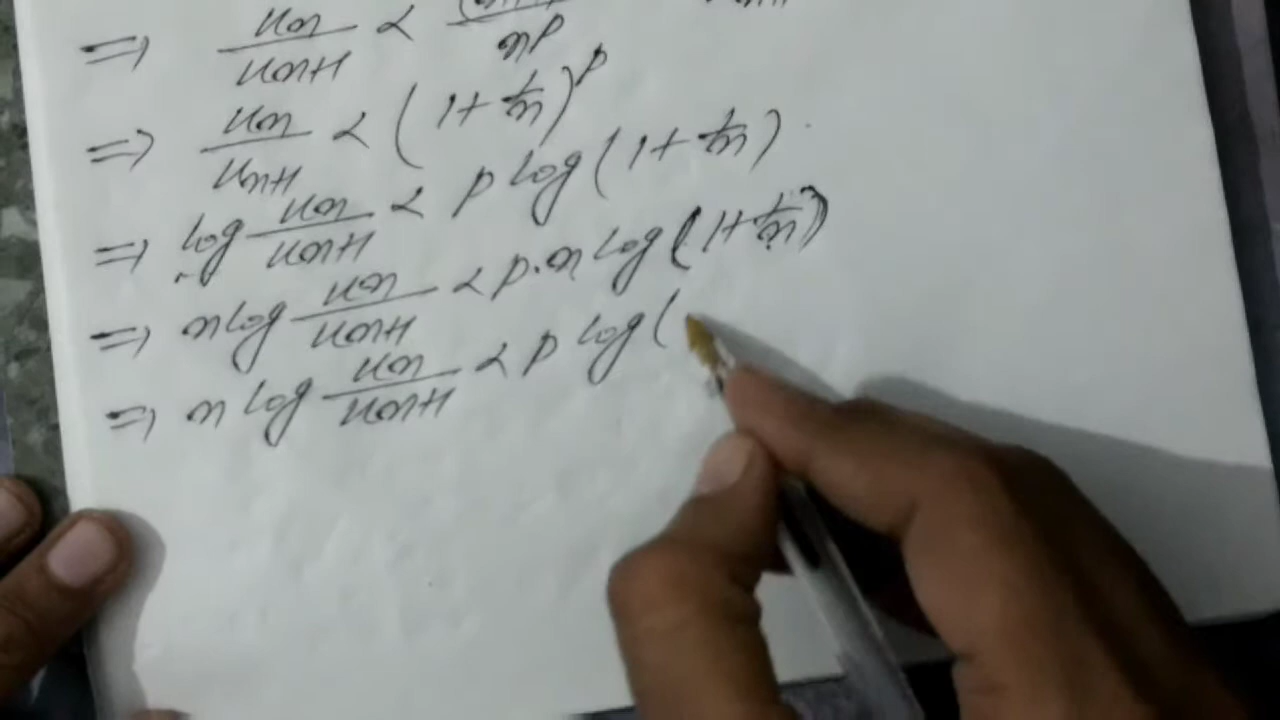 ⇒ un/un+1 < /n^p
⇒ un/un+1 < (1+1/n)^p
⇒ log un/un+1 < p log(1+1/n).
⇒ n log un/un+1 < p.n log(1+1/n)
⇒ n log un/un+1 < p log(